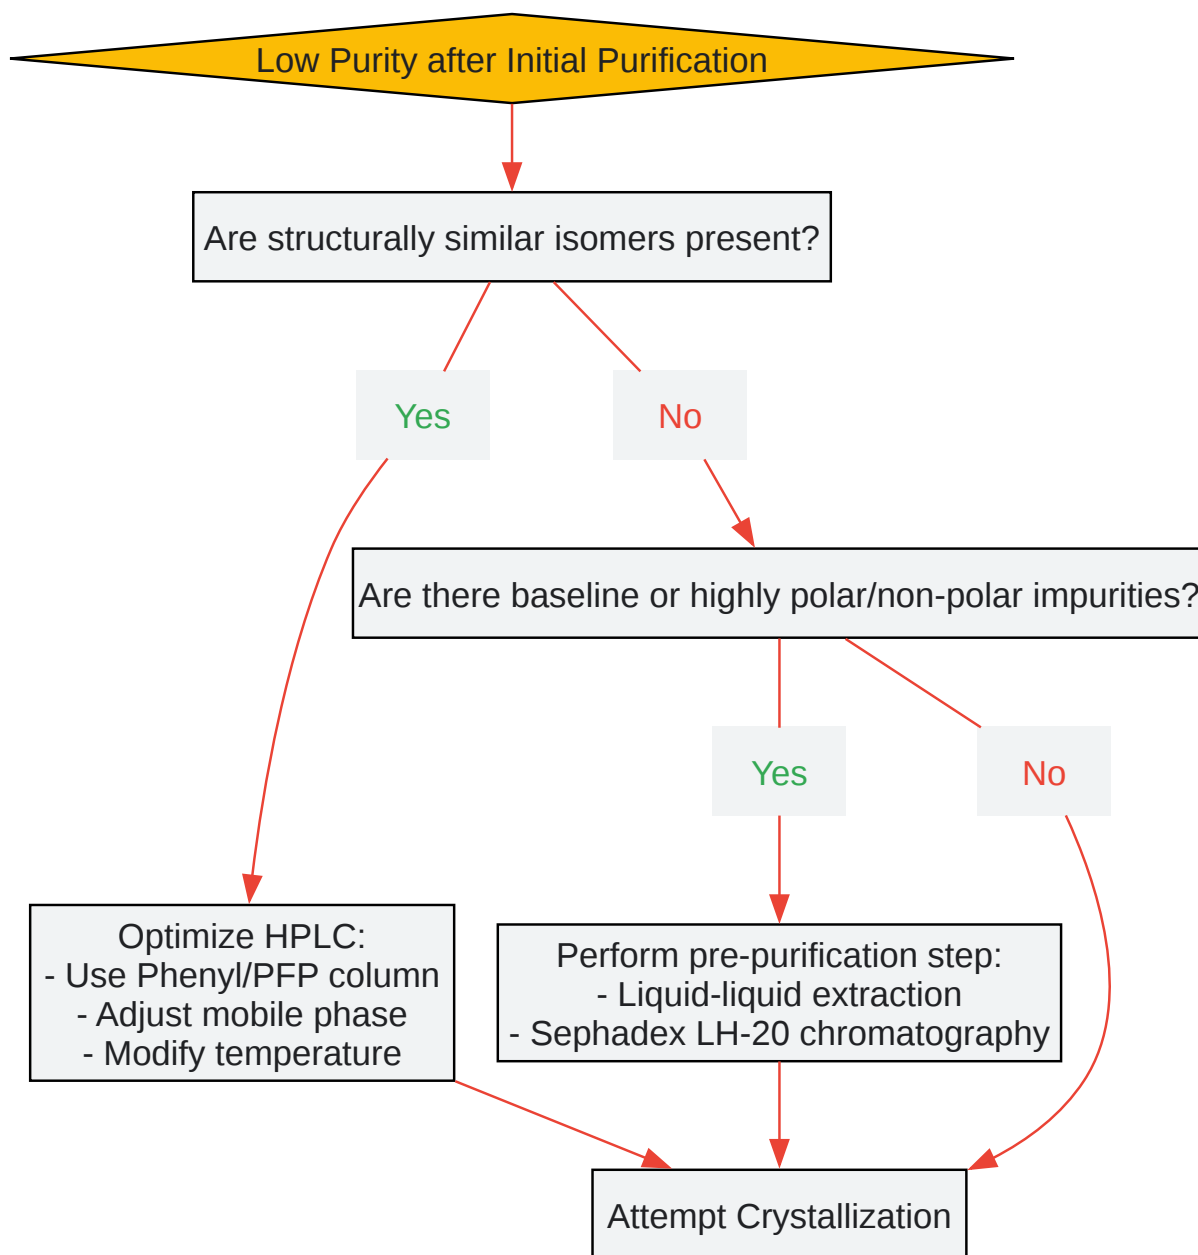 Low Purity after Initial Purification
Are structurally similar isomers present?
Yes
No
Are there baseline or highly polar/non-polar impurities?
Yes
No
Optimize HPLC:
- Use Phenyl/PFP column
- Adjust mobile phase
- Modify temperature
Perform pre-purification step:
- Liquid-liquid extraction
- Sephadex LH-20 chromatography
Attempt Crystallization